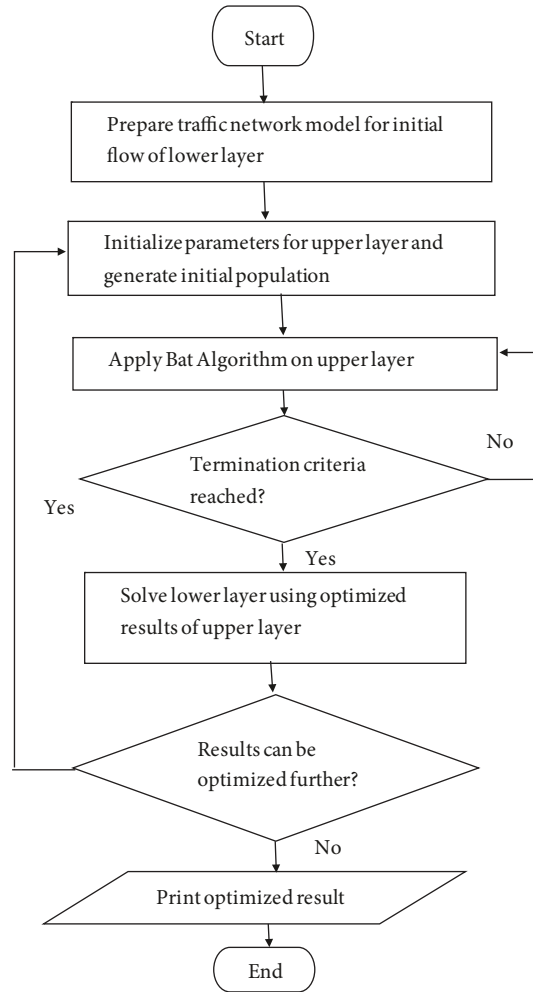 Start
Prepare traffic network model for initial
flow of lower layer
Initialize parameters for upper layer and
generate initial population
Apply Bat Algorithm on upper layer
No
Termination criteria
reached?
Yes
Yes
Solve lower layer using optimized
results of upper layer
Results can be
optimized further?
No
Print optimized result
End